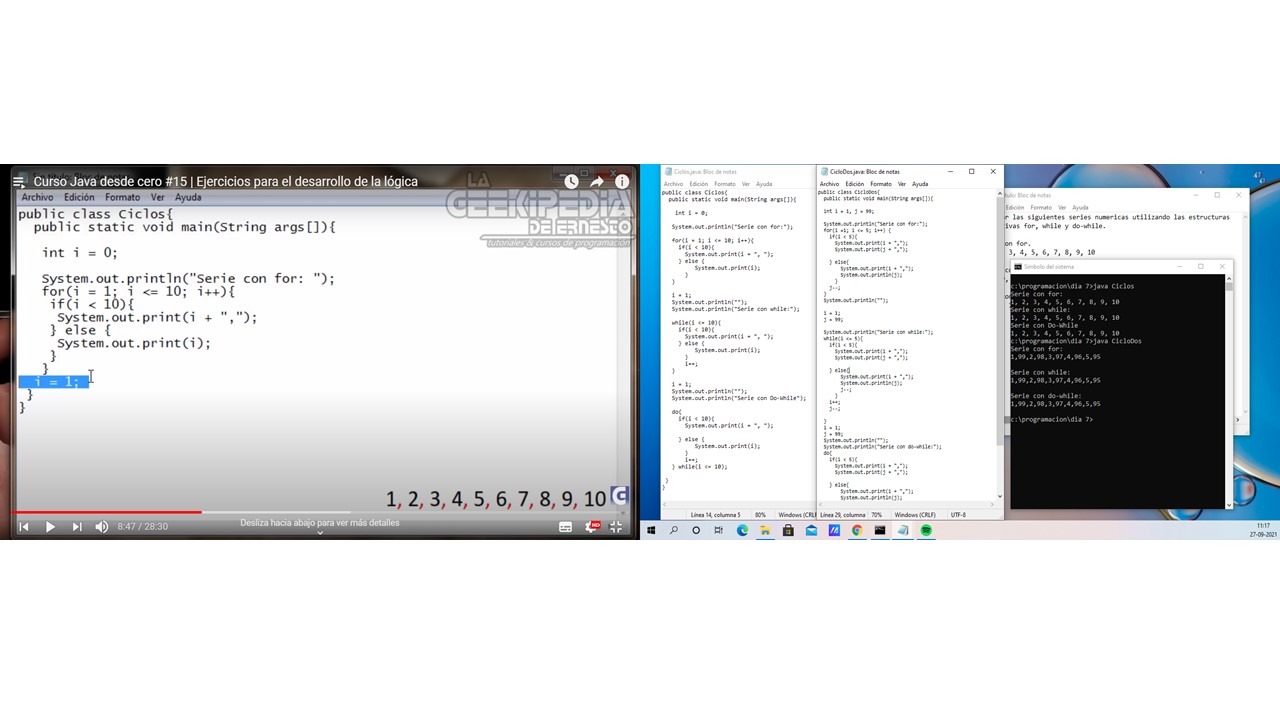 Curso Java desde cero #15 | Ejercicios para el desarrollo de la lógica
LA
GEEKIPEDIA
DE ERNESTO
tutoriales & cursos de programación
Archivo Edición Formato Ver Ayuda
public class Ciclos{
public static void main(String args[]){
int i = 0;
System.out.println("Serie con for: ");
for(i = 1; i <= 10; i++){
if(i < 10){
System.out.print(i + ",");
} else {
System.out.print(i);
}
}
i = 1;
}
}
1, 2, 3, 4, 5, 6, 7, 8, 9, 10
8:47 / 28:30
Desliza hacia abajo para ver más detalles
HD
Ciclos.java: Bloc de notas
Archivo Edición Formato Ver Ayuda
public class Ciclos{
public static void main(String args[]){
int i = 0;
System.out.println("Serie con for:");
for(i = 1; i <= 10; i++){
if(i < 10){
System.out.print(i + ", ");
} else {
System.out.print(i);
}
}
i = 1;
System.out.println("");
System.out.println("Serie con while:");
while(i <= 10){
if(i < 10){
System.out.print(i + ", ");
} else {
System.out.print(i);
}
i++;
}
i = 1;
System.out.println("");
System.out.println("Serie con Do-While");
do{
if(i < 10){
System.out.print(i + ", ");
} else {
System.out.print(i);
}
i++;
} while(i <= 10);
}
}
Línea 14, columna 5 80% Windows (CRLF)
CicloDos.java: Bloc de notas
Archivo Edición Formato Ver Ayuda
public class CicloDos{
public static void main(String args[]){
int i = 1, j = 99;
System.out.println("Serie con for:");
for(i =1; i <= 5; i++) {
if(i < 5){
System.out.print(i + ",");
System.out.print(j + ",");
} else{
System.out.print(i + ",");
System.out.println(j);
}
j--;
}
System.out.println("");
i = 1;
j = 99;
System.out.println("Serie con while:");
while(i <= 5){
if(i < 5){
System.out.print(i + ",");
System.out.print(j + ",");
} else{
System.out.print(i + ",");
System.out.println(j);
j--;
}
i++;
j--;
}
i = 1;
j = 99;
System.out.println("");
System.out.println("Serie con do-while:");
do{
if(i < 5){
System.out.print(i + ",");
System.out.print(j + ",");
} else{
System.out.print(i + ",");
System.out.println(j);
Línea 29, columna 70% Windows (CRLF) UTF-8
título: Bloc de notas
Edición Formato Ver Ayuda
r las siguientes series numericas utilizando las estructuras
ivas for, while y do-while.
on for.
3, 4, 5, 6, 7, 8, 9, 10
Símbolo del sistema
c:\programacion\dia 7>java Ciclos
Serie con for:
1, 2, 3, 4, 5, 6, 7, 8, 9, 10
Serie con while:
1, 2, 3, 4, 5, 6, 7, 8, 9, 10
Serie con Do-While
1, 2, 3, 4, 5, 6, 7, 8, 9, 10
c:\programacion\dia 7>java CicloDos
Serie con for:
1,99,2,98,3,97,4,96,5,95
Serie con while:
1,99,2,98,3,97,4,96,5,95
Serie con do-while:
1,99,2,98,3,97,4,96,5,95
c:\programacion\dia 7>
11:17
27-09-2021